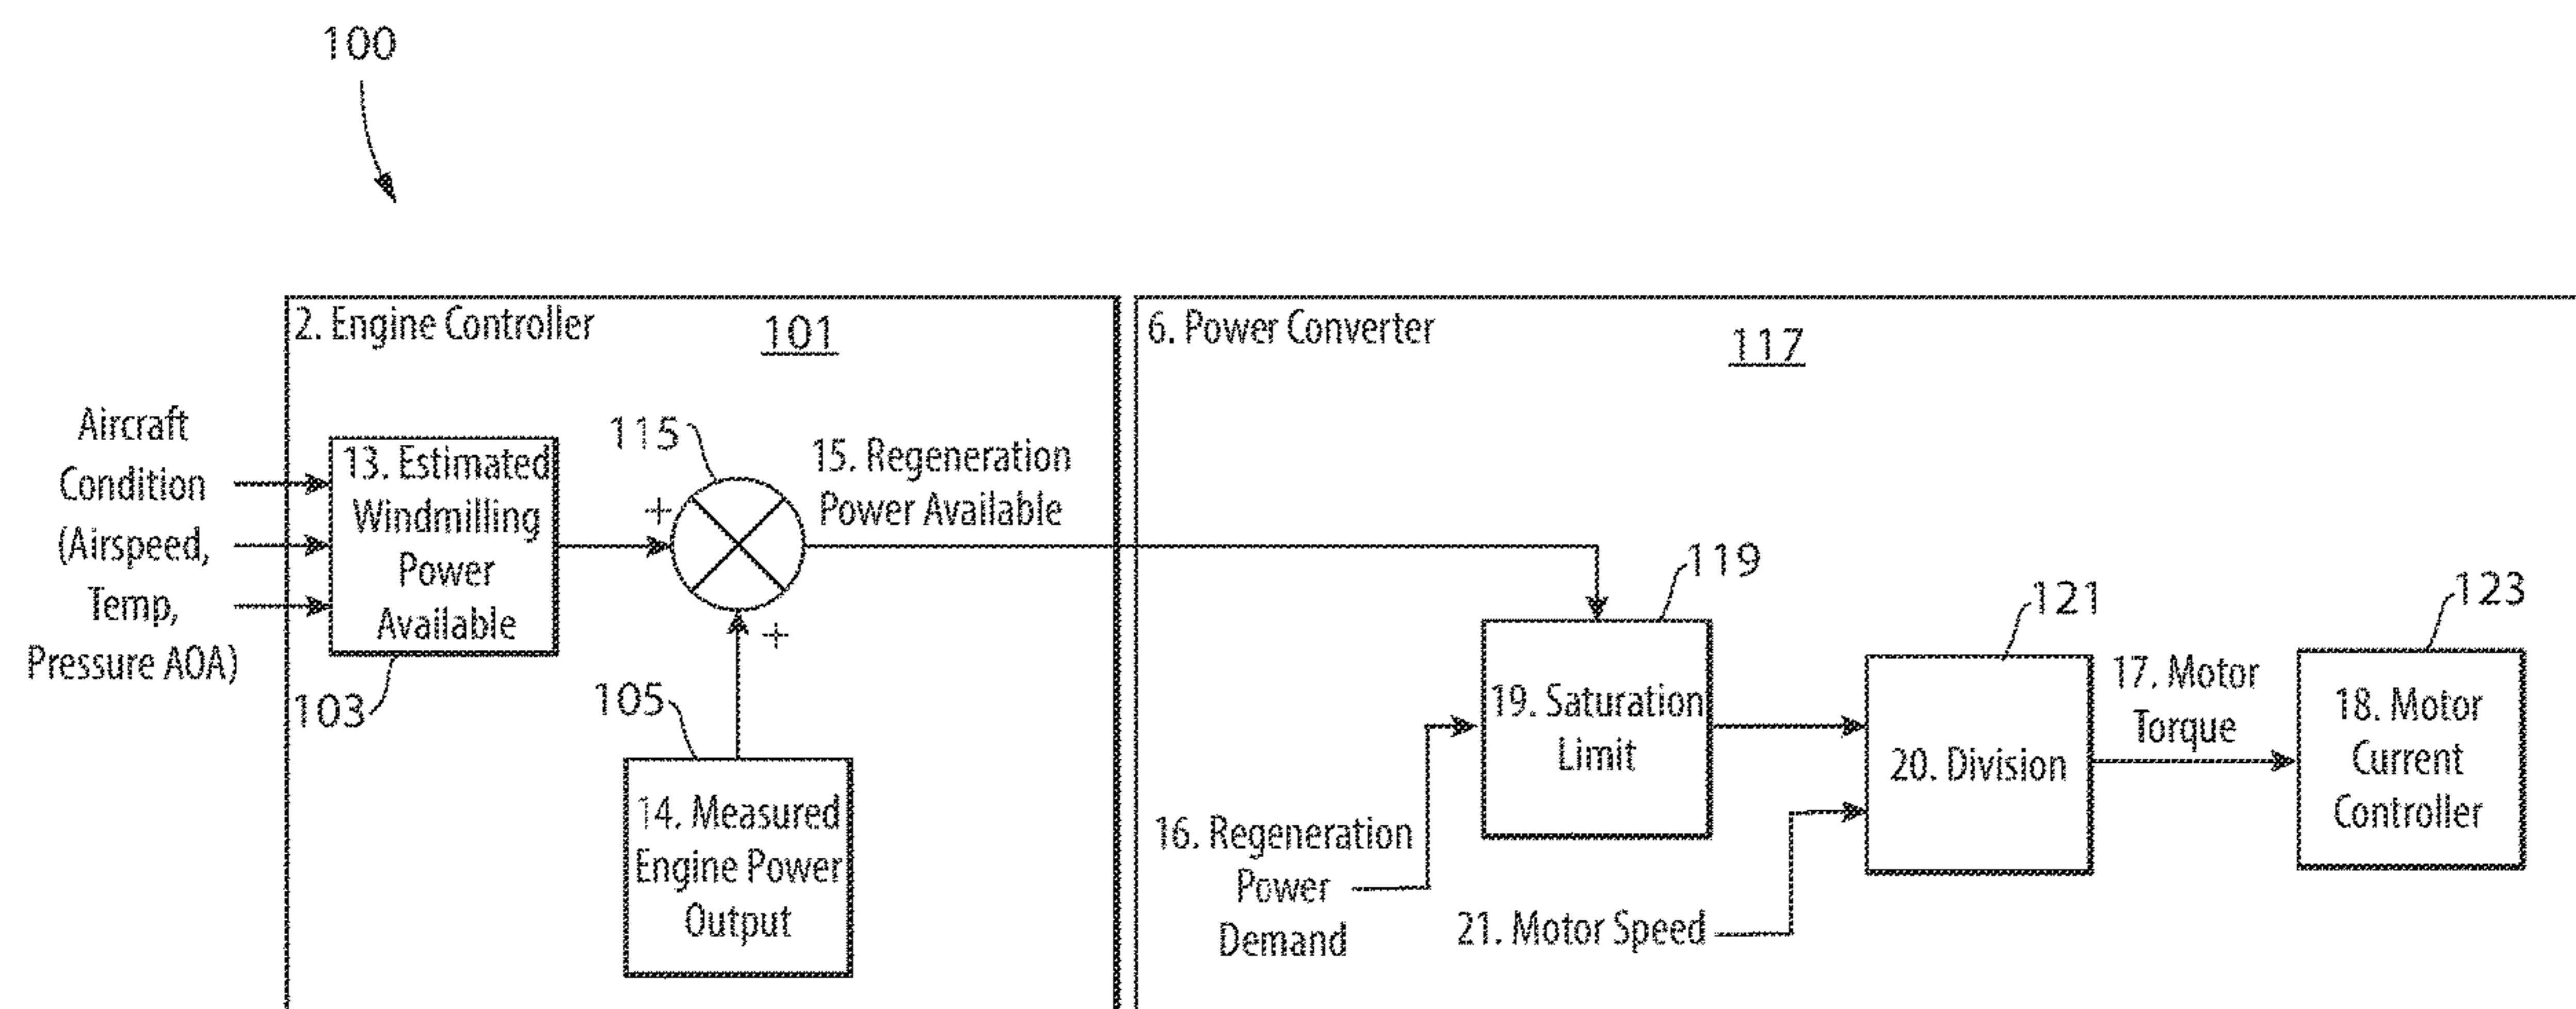 100
2. Engine Controller
101
6. Power Converter
117
Aircraft
Condition
(Airspeed,
Temp,
Pressure AOA)
13. Estimated
Windmilling
Power
Available
103
115
+
+
15. Regeneration
Power Available
105
14. Measured
Engine Power
Output
119
19. Saturation
Limit
16. Regeneration
Power
Demand
21. Motor Speed
121
20. Division
17. Motor
Torque
123
18. Motor
Current
Controller